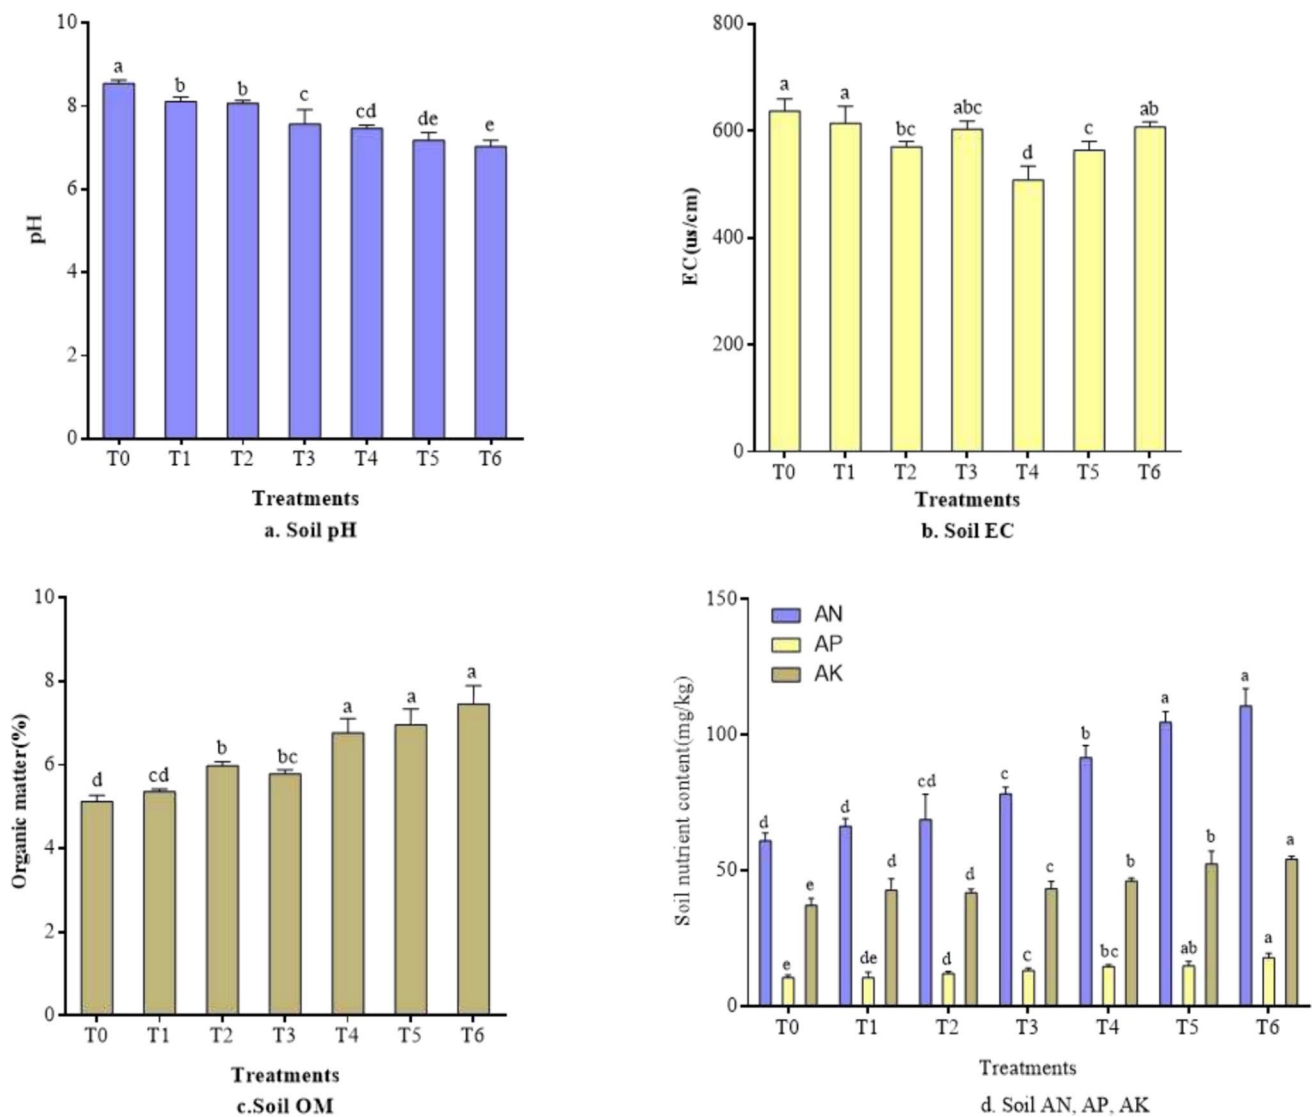 10
8
6
4
2
0
pH
a
b
b
c
cd
de
e
T0 T1 T2 T3 T4 T5 T6
Treatments
a. Soil pH
800
600
400
200
0
EC(us/cm)
a
a
bc
abc
d
c
ab
T0 T1 T2 T3 T4 T5 T6
Treatments
b. Soil EC
10
8
6
4
2
0
Organic matter(%)
d
cd
b
bc
a
a
a
T0 T1 T2 T3 T4 T5 T6
Treatments
c.Soil OM
150
100
50
0
Soil nutrient content(mg/kg)
AN
AP
AK
d e e
d de d
cd d d
c c c
b bc b
a ab b
a a a
T0 T1 T2 T3 T4 T5 T6
Treatments
d. Soil AN, AP, AK